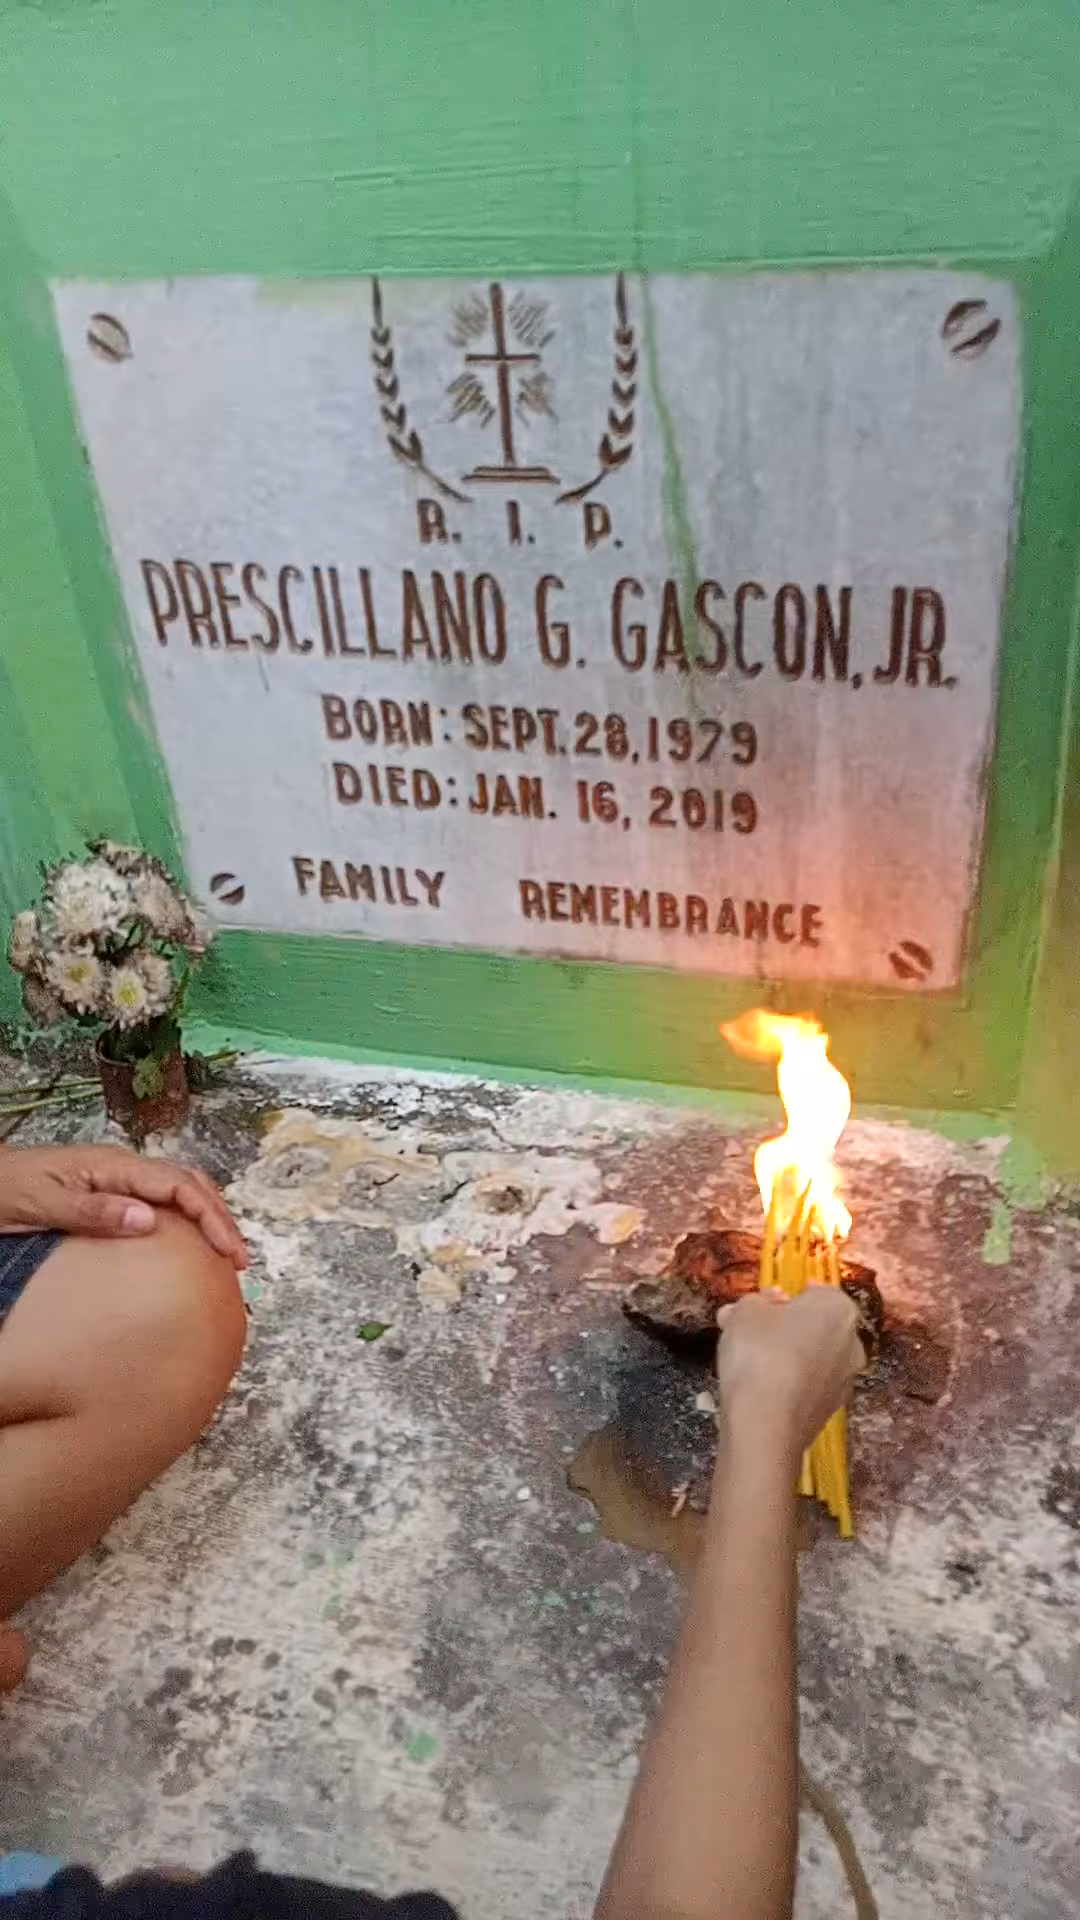 R. I. P.
PRESCILLANO G. GASCON, JR.
BORN: SEPT. 28, 1979
DIED: JAN. 16, 2019
FAMILY REMEMBRANCE